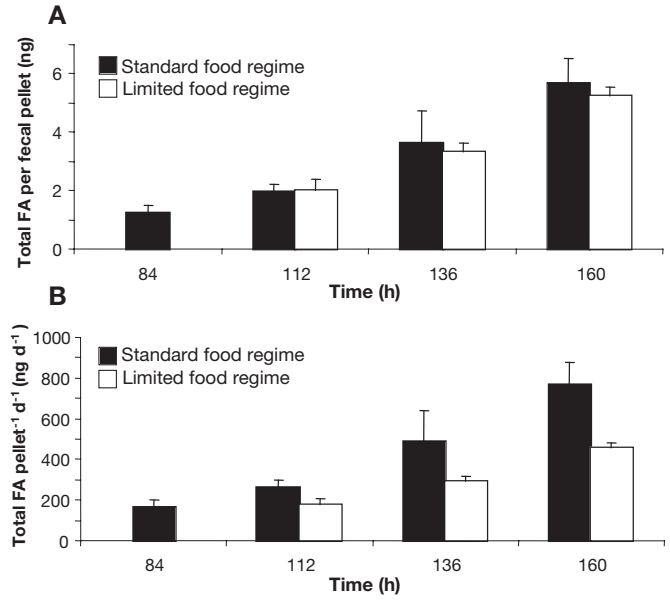 A
Total FA per fecal pellet (ng)
6
4
2
0
Standard food regime
Limited food regime
84
112
136
160
Time (h)
B
Total FA pellet⁻¹ d⁻¹ (ng d⁻¹)
1000
800
600
400
200
0
Standard food regime
Limited food regime
84
112
136
160
Time (h)